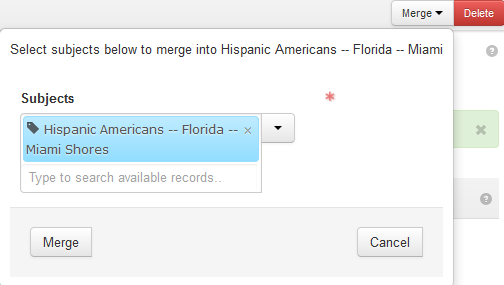 Merge Delete
Select subjects below to merge into Hispanic Americans -- Florida -- Miami
Subjects *
Hispanic Americans -- Florida -- ×
Miami Shores
Type to search available records..
Merge Cancel